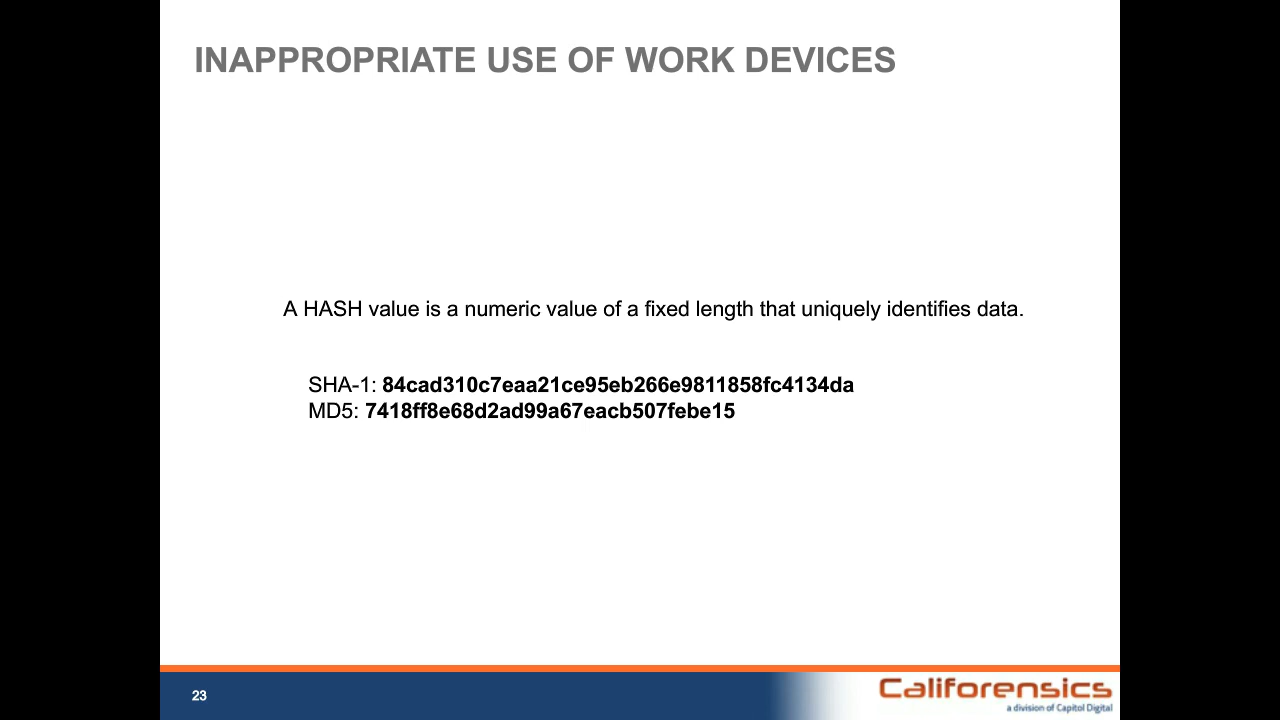 INAPPROPRIATE USE OF WORK DEVICES
A HASH value is a numeric value of a fixed length that uniquely identifies data.
SHA-1: 84cad310c7eaa21ce95eb266e9811858fc4134da
MD5: 7418ff8e68d2ad99a67eacb507febe15
23
Califorensics
a division of Capitol Digital